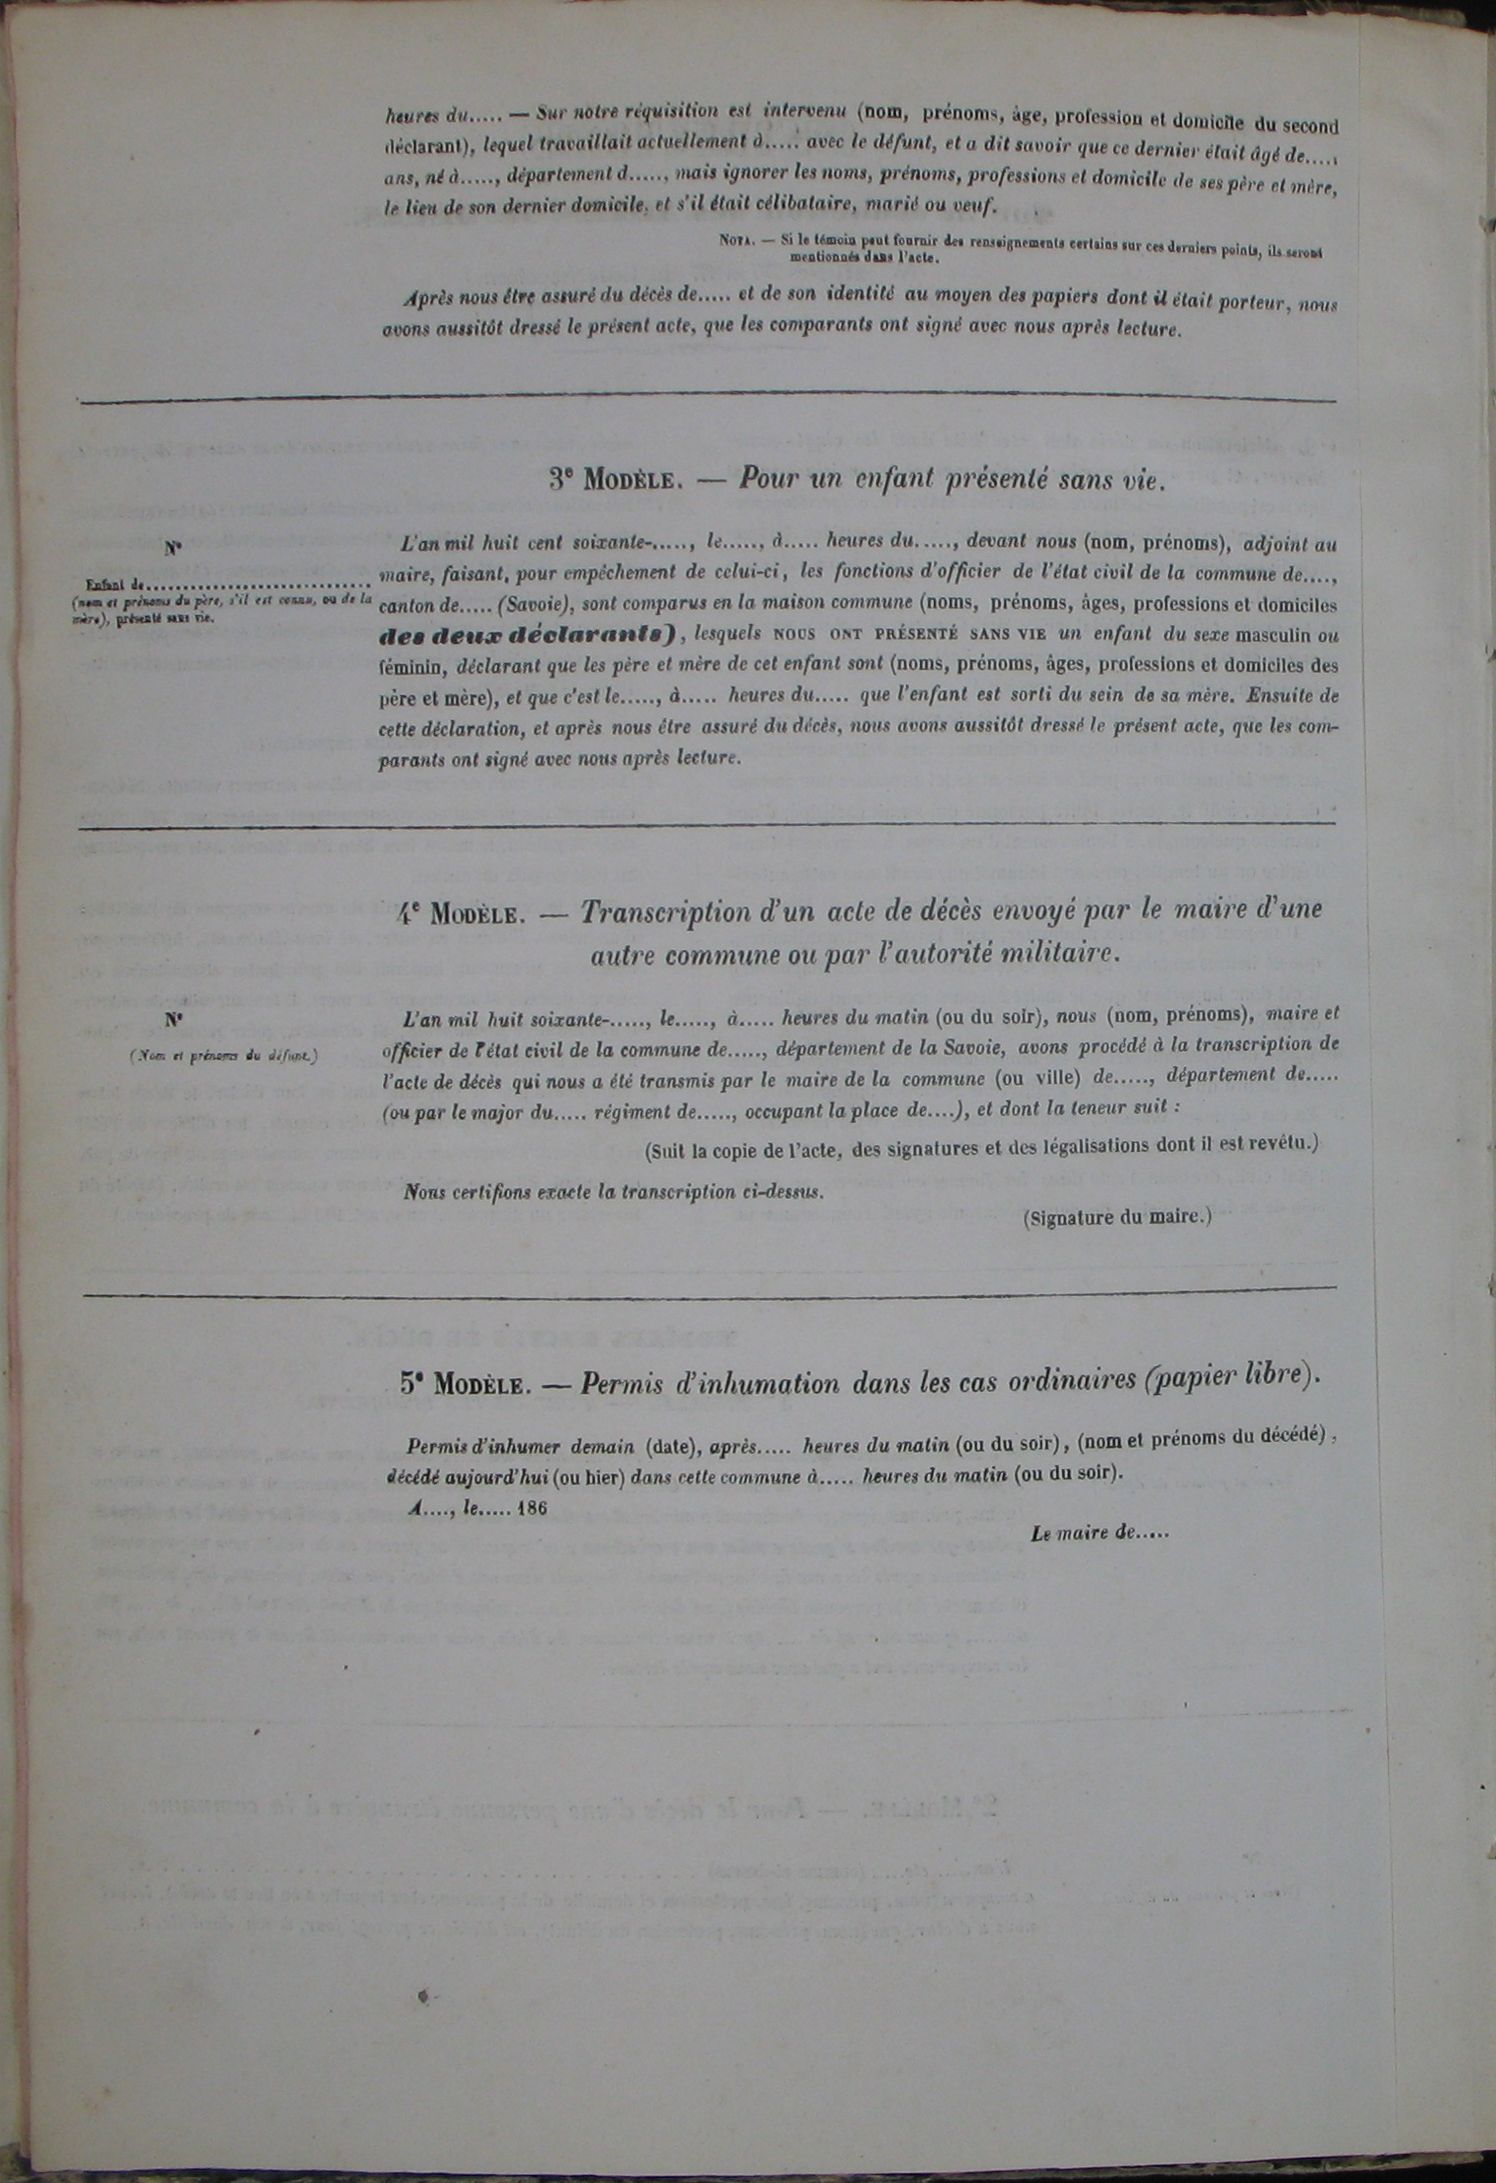 heures du..... — Sur notre réquisition est intervenu (nom, prénoms, âge, profession et domicile du second
déclarant), lequel travaillait actuellement à..... avec le défunt, et a dit savoir que ce dernier était âgé de.....
ans, né à....., département d....., mais ignorer les noms, prénoms, professions et domicile de ses père et mère,
le lieu de son dernier domicile, et s'il était célibataire, marié ou veuf.
NOTA. — Si le témoin peut fournir des renseignements certains sur ces derniers points, ils seront
mentionnés dans l'acte.
Après nous être assuré du décès de..... et de son identité au moyen des papiers dont il était porteur, nous
avons aussitôt dressé le présent acte, que les comparants ont signé avec nous après lecture.
3e MODÈLE. — Pour un enfant présenté sans vie.
N°
Enfant de............................
(nom et prénoms du père, s'il est connu, ou de la
mère), présenté sans vie.
L'an mil huit cent soixante-....., le....., à..... heures du....., devant nous (nom, prénoms), adjoint au
maire, faisant, pour empêchement de celui-ci, les fonctions d'officier de l'état civil de la commune de....,
canton de..... (Savoie), sont comparus en la maison commune (noms, prénoms, âges, professions et domiciles
des deux déclarants), lesquels NOUS ONT PRÉSENTÉ SANS VIE un enfant du sexe masculin ou
féminin, déclarant que les père et mère de cet enfant sont (noms, prénoms, âges, professions et domiciles des
père et mère), et que c'est le....., à..... heures du..... que l'enfant est sorti du sein de sa mère. Ensuite de
cette déclaration, et après nous être assuré du décès, nous avons aussitôt dressé le présent acte, que les com-
parants ont signé avec nous après lecture.
4e MODÈLE. — Transcription d'un acte de décès envoyé par le maire d'une
autre commune ou par l'autorité militaire.
N°
(Nom et prénoms du défunt.)
L'an mil huit soixante-....., le....., à..... heures du matin (ou du soir), nous (nom, prénoms), maire et
officier de l'état civil de la commune de....., département de la Savoie, avons procédé à la transcription de
l'acte de décès qui nous a été transmis par le maire de la commune (ou ville) de....., département de.....
(ou par le major du..... régiment de....., occupant la place de....), et dont la teneur suit :
(Suit la copie de l'acte, des signatures et des légalisations dont il est revêtu.)
Nous certifions exacte la transcription ci-dessus.
(Signature du maire.)
5e MODÈLE. — Permis d'inhumation dans les cas ordinaires (papier libre).
Permis d'inhumer demain (date), après..... heures du matin (ou du soir), (nom et prénoms du décédé),
décédé aujourd'hui (ou hier) dans cette commune à..... heures du matin (ou du soir).
A...., le..... 186
Le maire de.....